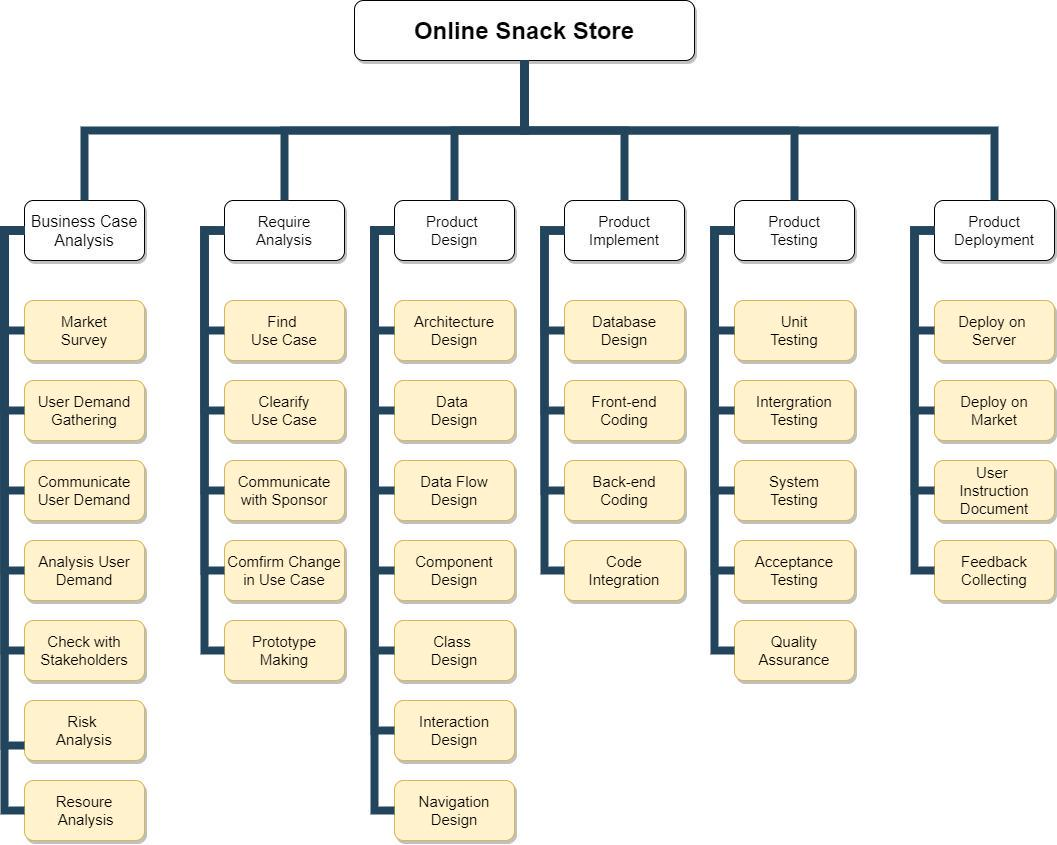 Online Snack Store
Business Case
Analysis
Market
Survey
User Demand
Gathering
Communicate
User Demand
Analysis User
Demand
Check with
Stakeholders
Risk
Analysis
Resoure
Analysis
Require
Analysis
Find
Use Case
Clearify
Use Case
Communicate
with Sponsor
Comfirm Change
in Use Case
Prototype
Making
Product
Design
Architecture
Design
Data
Design
Data Flow
Design
Component
Design
Class
Design
Interaction
Design
Navigation
Design
Product
Implement
Database
Design
Front-end
Coding
Back-end
Coding
Code
Integration
Product
Testing
Unit
Testing
Intergration
Testing
System
Testing
Acceptance
Testing
Quality
Assurance
Product
Deployment
Deploy on
Server
Deploy on
Market
User
Instruction
Document
Feedback
Collecting